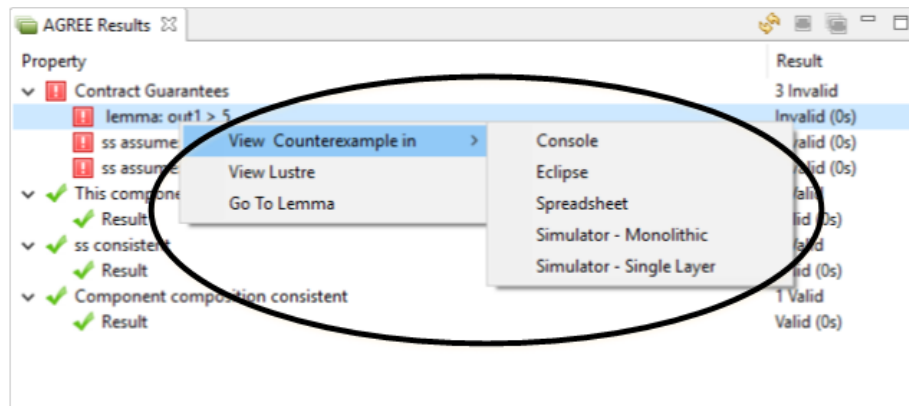 AGREE Results
Property Result
Contract Guarantees 3 Invalid
lemma: out1 > 5 Invalid (0s)
ss assume
View Counterexample in > Console
ss assume
View Lustre Eclipse
Go To Lemma Spreadsheet
This compone
Result
Simulator - Monolithic
ss consistent
Result (0s)
Simulator - Single Layer
Component composition consistent 1 Valid
Result Valid (0s)